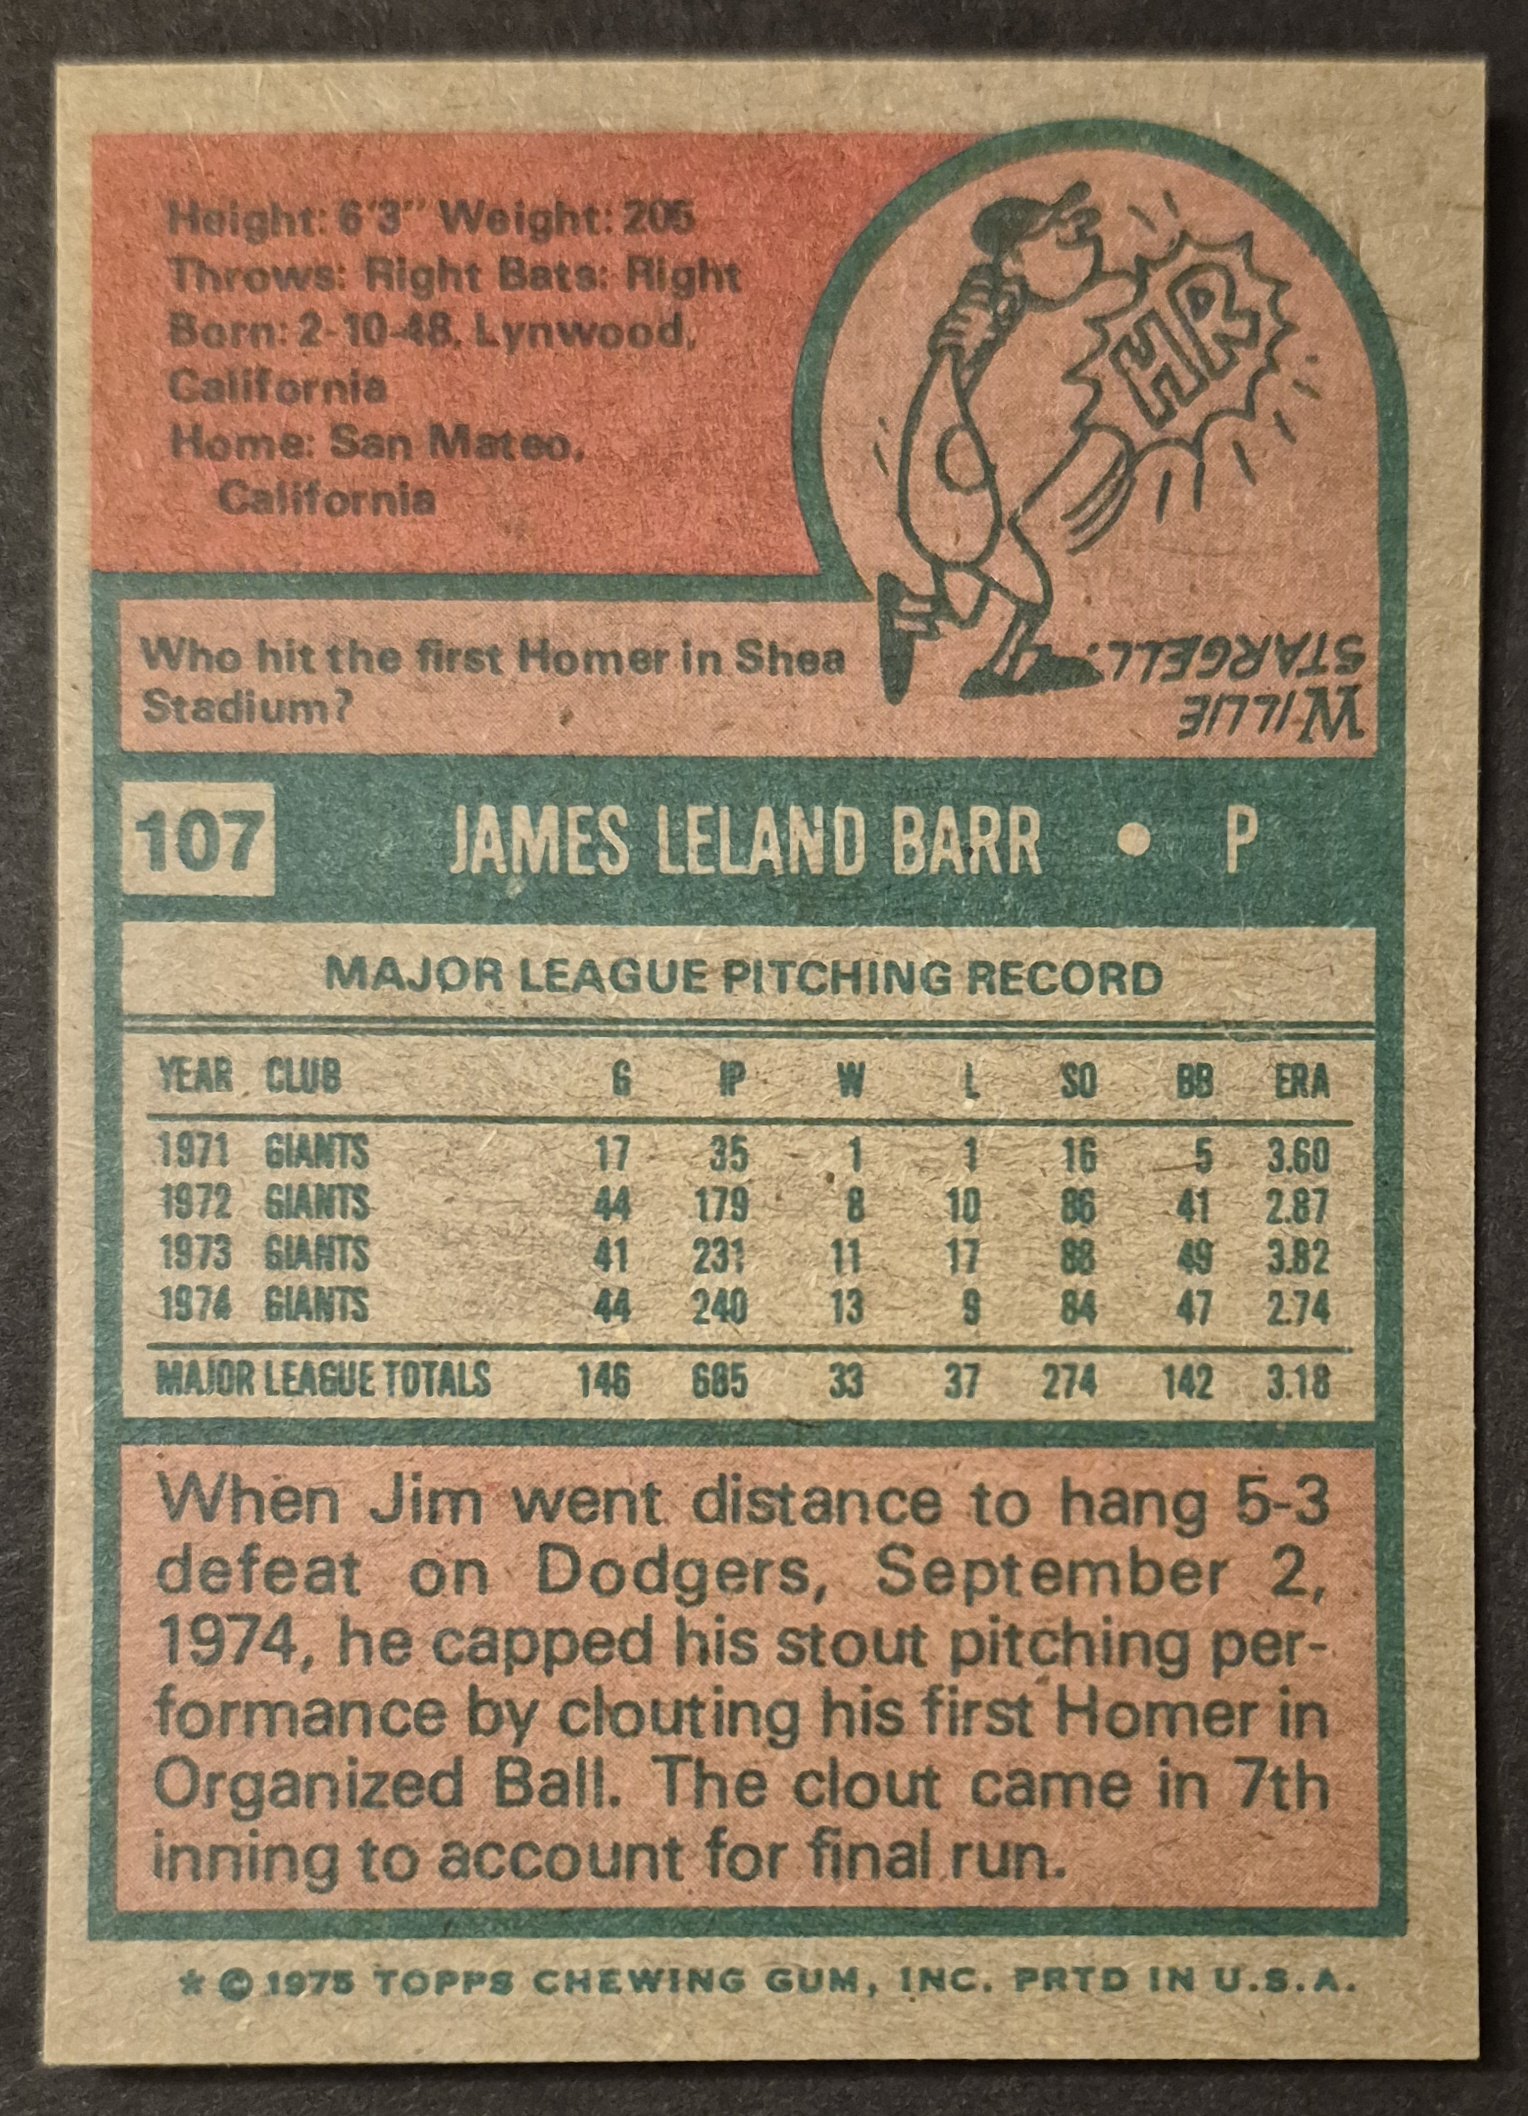 Height: 6'3" Weight: 205
Throws: Right Bats: Right
Born: 2-10-48, Lynwood,
California
Home: San Mateo,
California
HR
Who hit the first Homer in Shea
Stadium?
WILLIE
STARGELL.
107 JAMES LELAND BARR • P
MAJOR LEAGUE PITCHING RECORD
YEAR CLUB G IP W L SO BB ERA
1971 GIANTS 17 35 1 1 16 5 3.60
1972 GIANTS 44 179 8 10 86 41 2.87
1973 GIANTS 41 231 11 17 88 49 3.82
1974 GIANTS 44 240 13 9 84 47 2.74
MAJOR LEAGUE TOTALS 146 685 33 37 274 142 3.18
When Jim went distance to hang 5-3
defeat on Dodgers, September 2,
1974, he capped his stout pitching per-
formance by clouting his first Homer in
Organized Ball. The clout came in 7th
inning to account for final run.
* © 1975 TOPPS CHEWING GUM, INC. PRTD IN U.S.A.